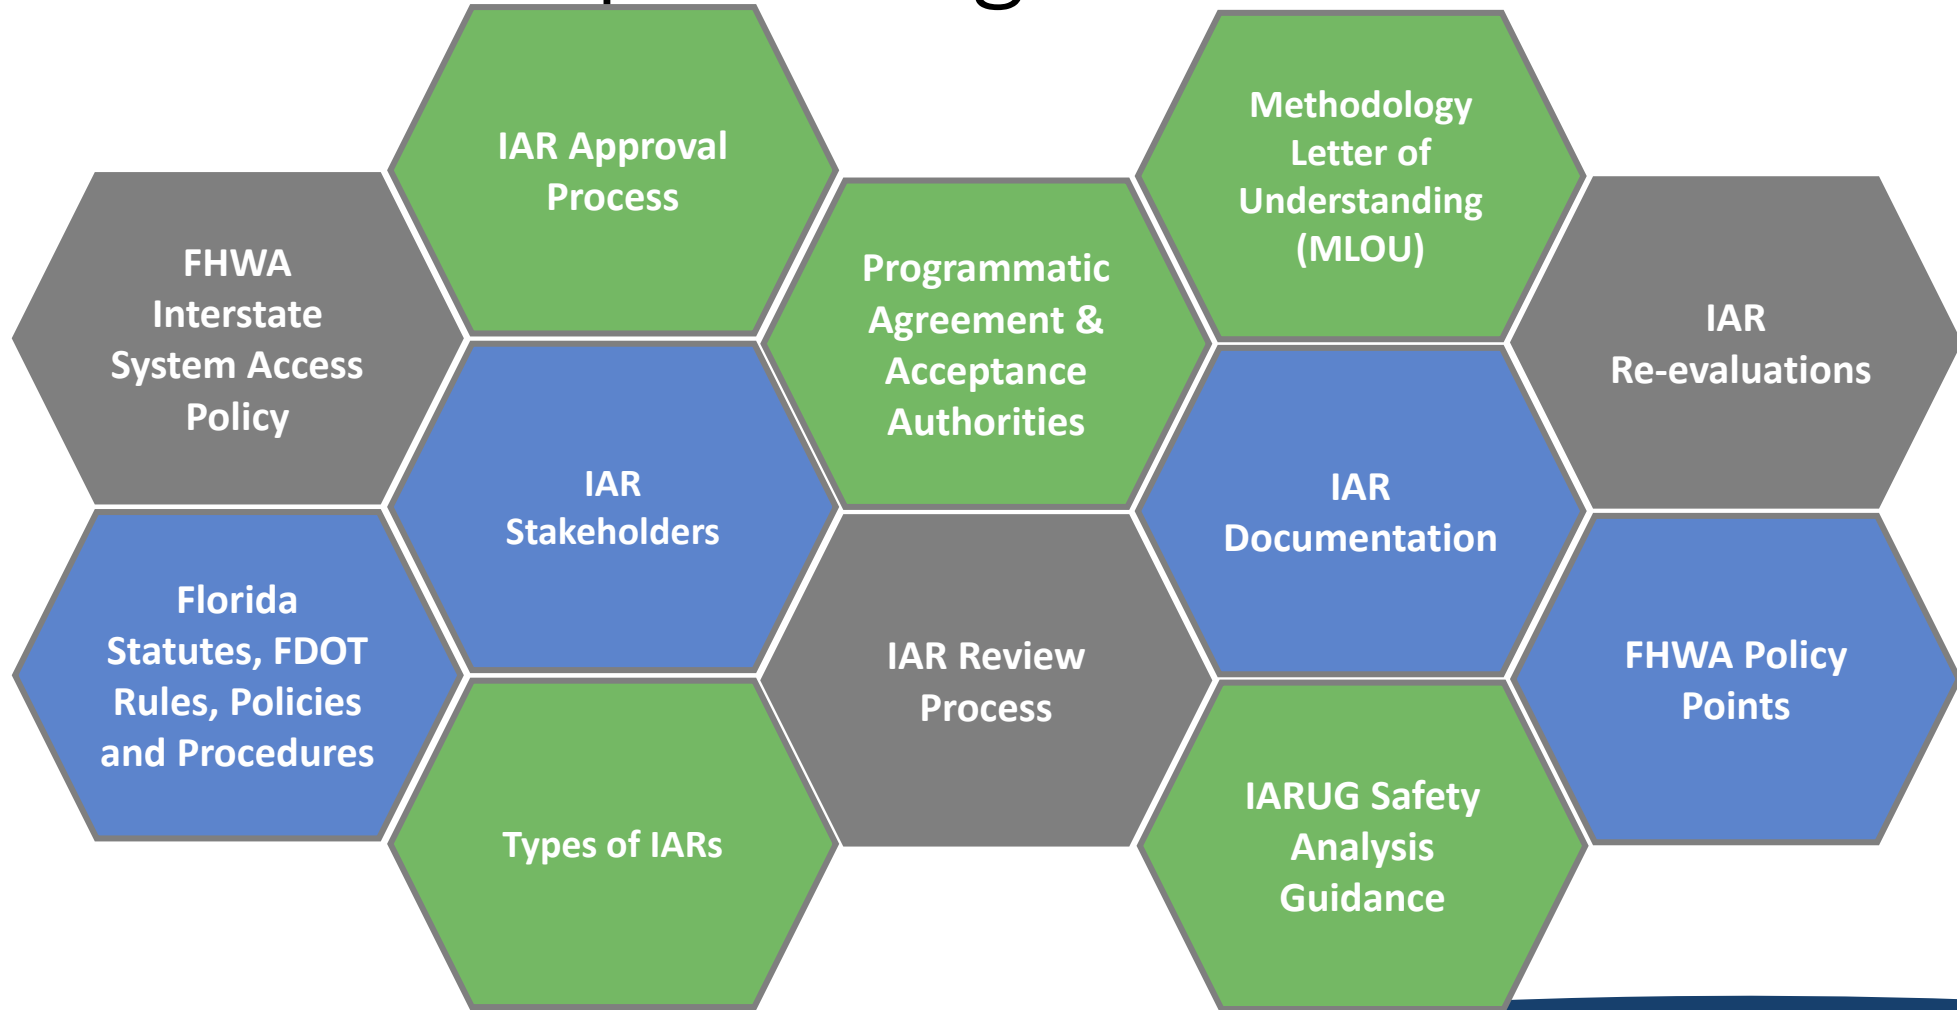 IAR Approval
Process
Methodology
Letter of
Understanding
(MLOU)
FHWA
Interstate
System Access
Policy
Programmatic
Agreement &
Acceptance
Authorities
IAR
Re-evaluations
IAR
Stakeholders
IAR
Documentation
Florida
Statutes, FDOT
Rules, Policies
and Procedures
IAR Review
Process
FHWA Policy
Points
Types of IARs
IARUG Safety
Analysis
Guidance